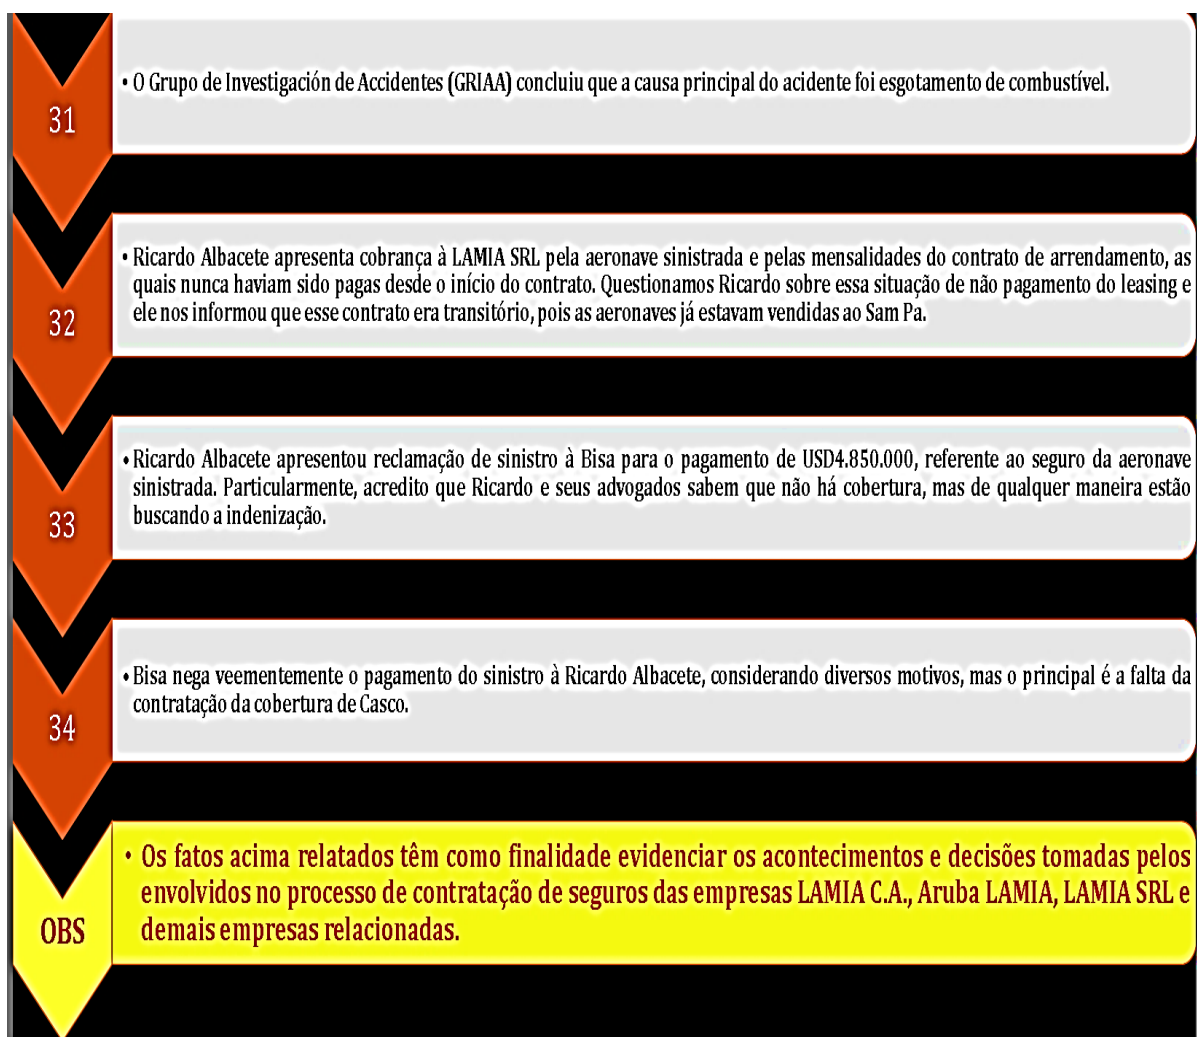 31
• O Grupo de Investigación de Accidentes (GRIAA) concluiu que a causa principal do acidente foi esgotamento de combustível.
32
• Ricardo Albacete apresenta cobrança à LAMIA SRL pela aeronave sinistrada e pelas mensalidades do contrato de arrendamento, as
quais nunca haviam sido pagas desde o início do contrato. Questionamos Ricardo sobre essa situação de não pagamento do leasing e
ele nos informou que esse contrato era transitório, pois as aeronaves já estavam vendidas ao Sam Pa.
33
• Ricardo Albacete apresentou reclamação de sinistro à Bisa para o pagamento de USD4.850.000, referente ao seguro da aeronave
sinistrada. Particularmente, acredito que Ricardo e seus advogados sabem que não há cobertura, mas de qualquer maneira estão
buscando a indenização.
34
• Bisa nega veementemente o pagamento do sinistro à Ricardo Albacete, considerando diversos motivos, mas o principal é a falta da
contratação da cobertura de Casco.
OBS
• Os fatos acima relatados têm como finalidade evidenciar os acontecimentos e decisões tomadas pelos
envolvidos no processo de contratação de seguros das empresas LAMIA C.A., Aruba LAMIA, LAMIA SRL e
demais empresas relacionadas.